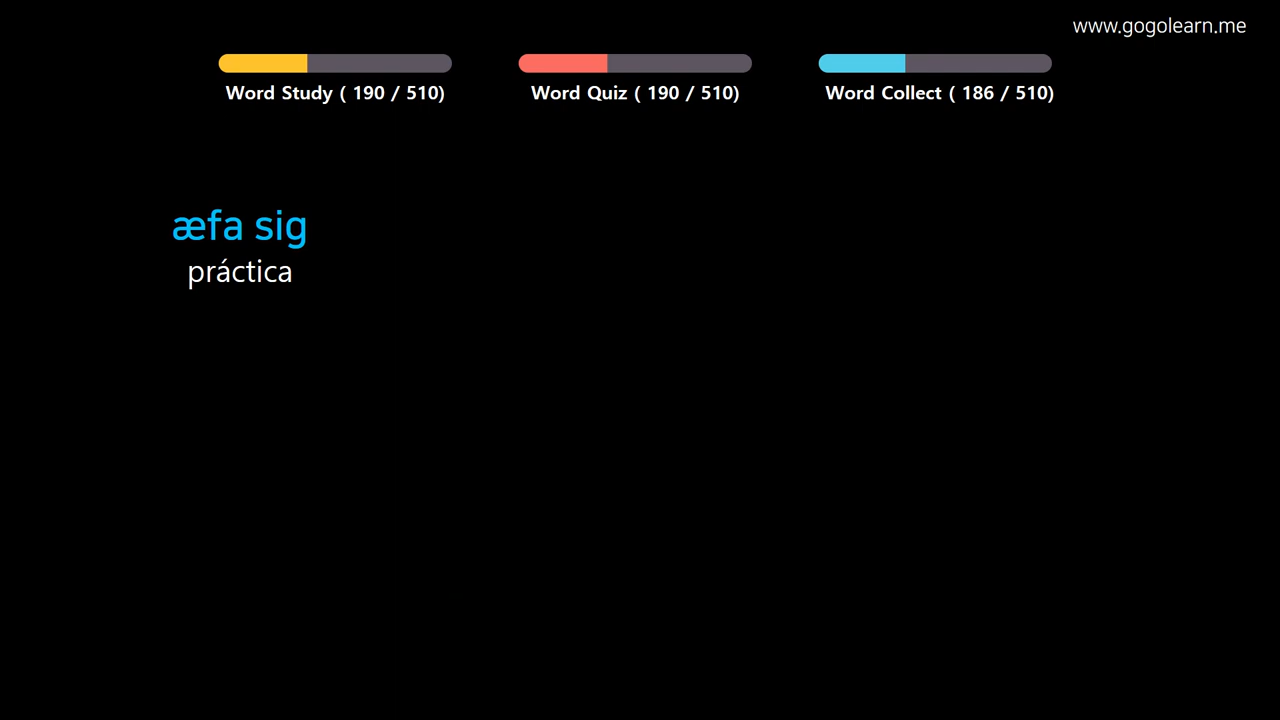 www.gogolearn.me
Word Study ( 190 / 510)
Word Quiz ( 190 / 510)
Word Collect ( 186 / 510)
æfa sig
práctica